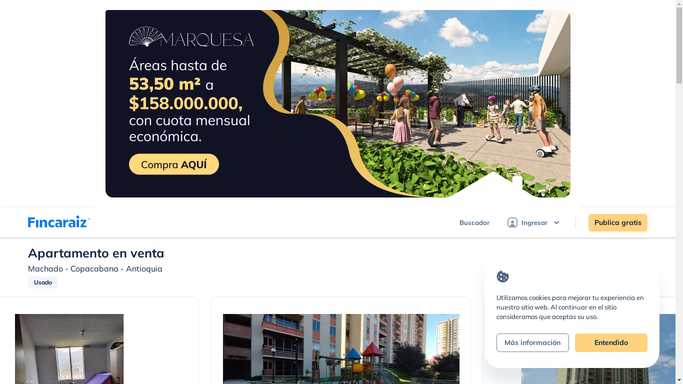 MARQUESA
Áreas hasta de
53,50 m² a
$158.000.000,
con cuota mensual
económica.
Compra AQUÍ
Fincaraiz
Buscador
Ingresar
Publica gratis
Apartamento en venta
Machado - Copacabana - Antioquia
Usado
Utilizamos cookies para mejorar tu experiencia en
nuestro sitio web. Al continuar en el sitio
consideramos que aceptas su uso.
Más información
Entendido